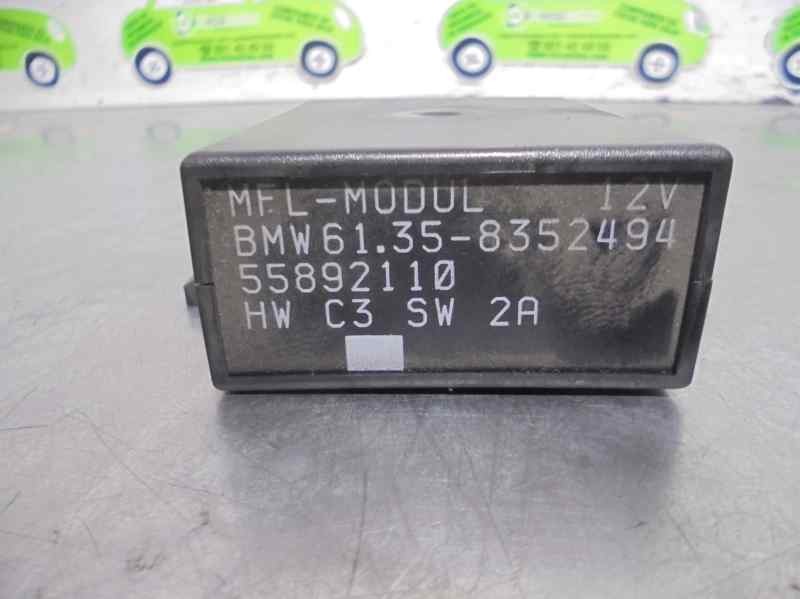 MFL-MODUL 12V
BMW61.35-8352494
55892110
HW C3 SW 2A